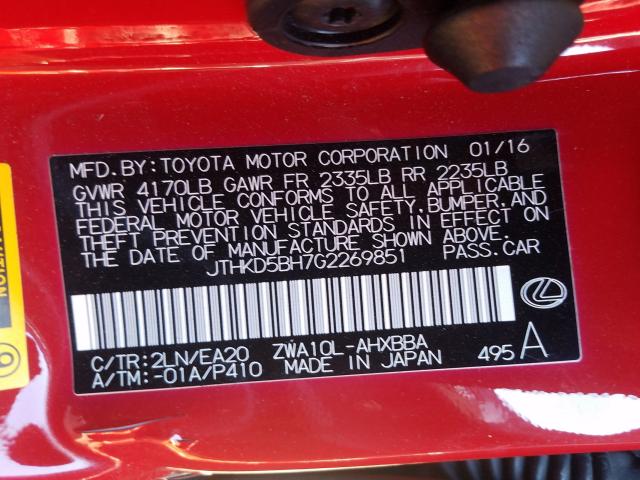 MFD. BY: TOYOTA MOTOR CORPORATION 01/16
GVWR 4170LB GAWR FR 2335LB RR 2235LB
THIS VEHICLE CONFORMS TO ALL APPLICABLE
FEDERAL MOTOR VEHICLE SAFETY, BUMPER, AND
THEFT PREVENTION STANDARDS IN EFFECT ON
THE DATE OF MANUFACTURE SHOWN ABOVE.
JTHKD5BH7G2269851 PASS. CAR
C/TR: 2LN/EA20 ZWA10L-AHXBBA
A/TM: -01A/P410 MADE IN JAPAN 495 A